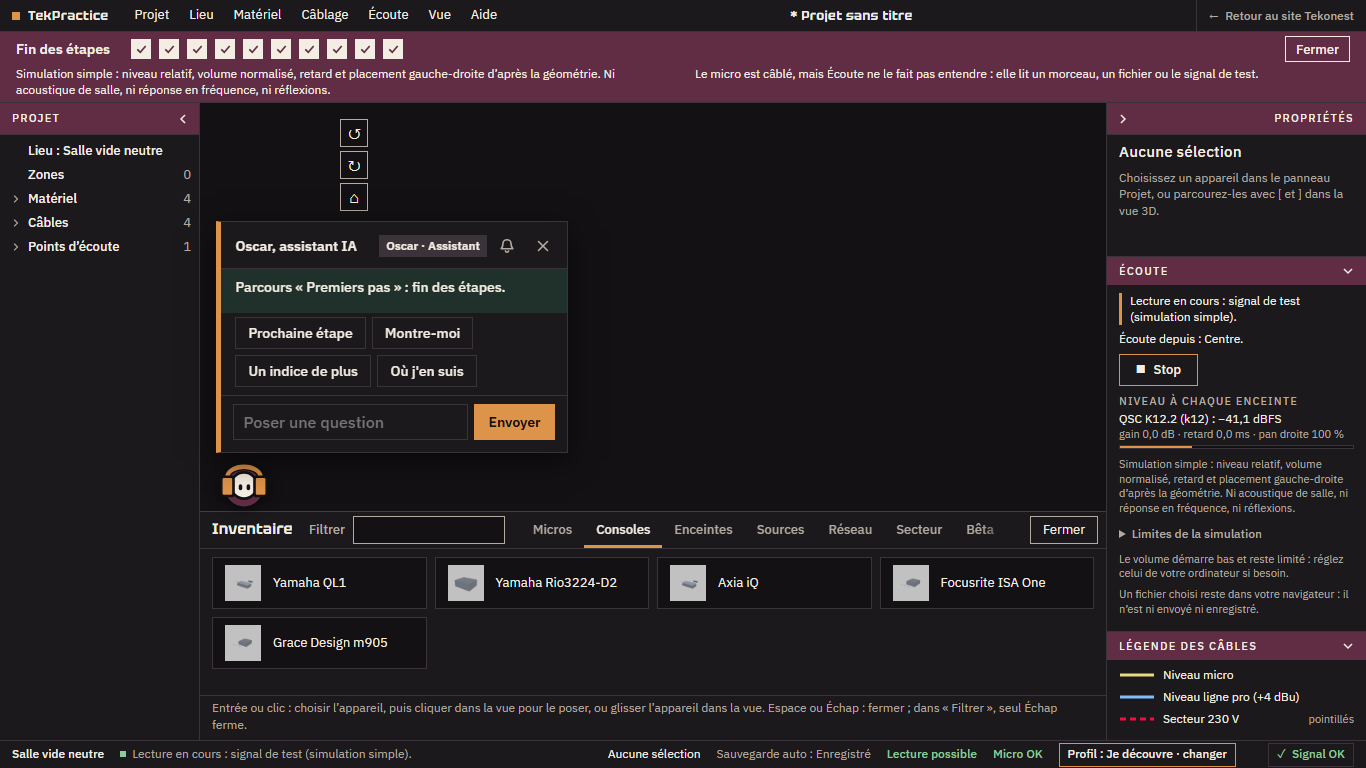 TekPractice
Projet Lieu Matériel Câblage Écoute Vue Aide
* Projet sans titre
← Retour au site Tekonest
Fin des étapes
Fermer
Simulation simple : niveau relatif, volume normalisé, retard et placement gauche-droite d’après la géométrie. Ni
acoustique de salle, ni réponse en fréquence, ni réflexions.
Le micro est câblé, mais Écoute ne le fait pas entendre : elle lit un morceau, un fichier ou le signal de test.
PROJET
Lieu : Salle vide neutre
Zones 0
Matériel 4
Câbles 4
Points d’écoute 1
Oscar, assistant IA
Oscar · Assistant
Parcours « Premiers pas » : fin des étapes.
Prochaine étape
Montre-moi
Un indice de plus
Où j'en suis
Poser une question
Envoyer
Inventaire
Filtrer
Micros Consoles Enceintes Sources Réseau Secteur Bêta
Fermer
Yamaha QL1
Yamaha Rio3224-D2
Axia iQ
Focusrite ISA One
Grace Design m905
Entrée ou clic : choisir l’appareil, puis cliquer dans la vue pour le poser, ou glisser l’appareil dans la vue. Espace ou Échap : fermer ; dans « Filtrer », seul Échap
ferme.
PROPRIÉTÉS
Aucune sélection
Choisissez un appareil dans le panneau
Projet, ou parcourez-les avec [ et ] dans la
vue 3D.
ÉCOUTE
Lecture en cours : signal de test
(simulation simple).
Écoute depuis : Centre.
Stop
NIVEAU À CHAQUE ENCEINTE
QSC K12.2 (k12) : −41,1 dBFS
gain 0,0 dB · retard 0,0 ms · pan droite 100 %
Simulation simple : niveau relatif, volume
normalisé, retard et placement gauche-droite
d’après la géométrie. Ni acoustique de salle, ni
réponse en fréquence, ni réflexions.
Limites de la simulation
Le volume démarre bas et reste limité : réglez
celui de votre ordinateur si besoin.
Un fichier choisi reste dans votre navigateur : il
n’est ni envoyé ni enregistré.
LÉGENDE DES CÂBLES
Niveau micro
Niveau ligne pro (+4 dBu)
Secteur 230 V pointillés
Salle vide neutre
Lecture en cours : signal de test (simulation simple).
Aucune sélection
Sauvegarde auto : Enregistré
Lecture possible
Micro OK
Profil : Je découvre · changer
✓ Signal OK